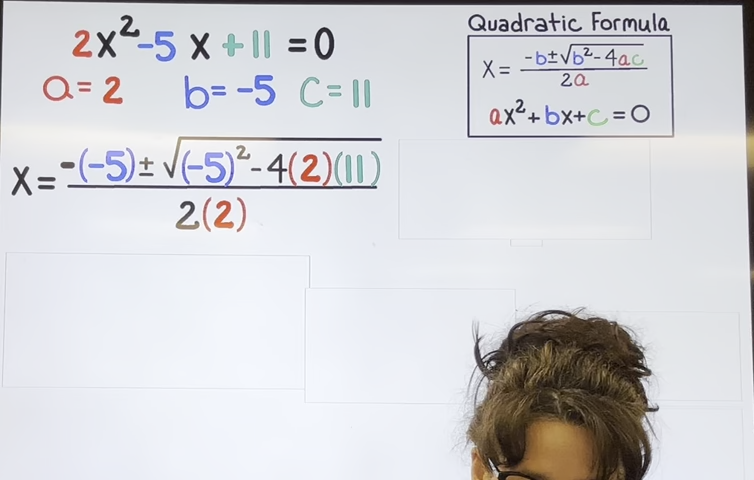 2x²-5x+11=0
a=2 b=-5 c=11
x= -(-5)±√(-5)²-4(2)(11)
2(2)
Quadratic Formula
x= -b±√b²-4ac
2a
ax²+bx+c=0